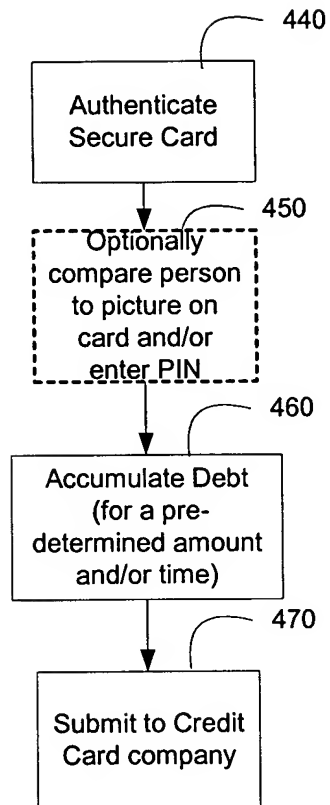 440
Authenticate
Secure Card
450
Optionally
compare person
to picture on
card and/or
enter PIN
460
Accumulate Debt
(for a pre-
determined amount
and/or time)
470
Submit to Credit
Card company